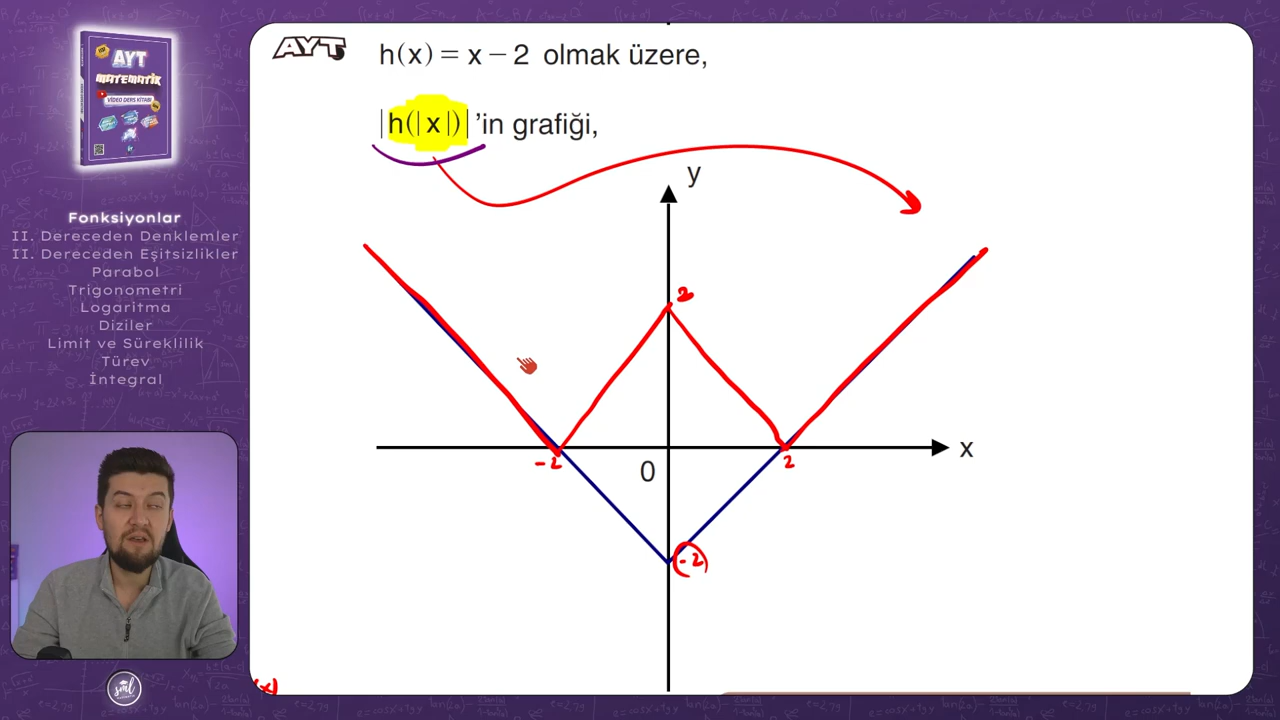 AYT
h(x) = x − 2 olmak üzere,
|h(|x|)| 'in grafiği,
y
2
-2
0
2
x
-2
(x)
AYT
MATEMATİK
VİDEO DERS KİTABI
Fonksiyonlar
II. Dereceden Denklemler
II. Dereceden Eşitsizlikler
Parabol
Trigonometri
Logaritma
Diziler
Limit ve Süreklilik
Türev
İntegral
sml